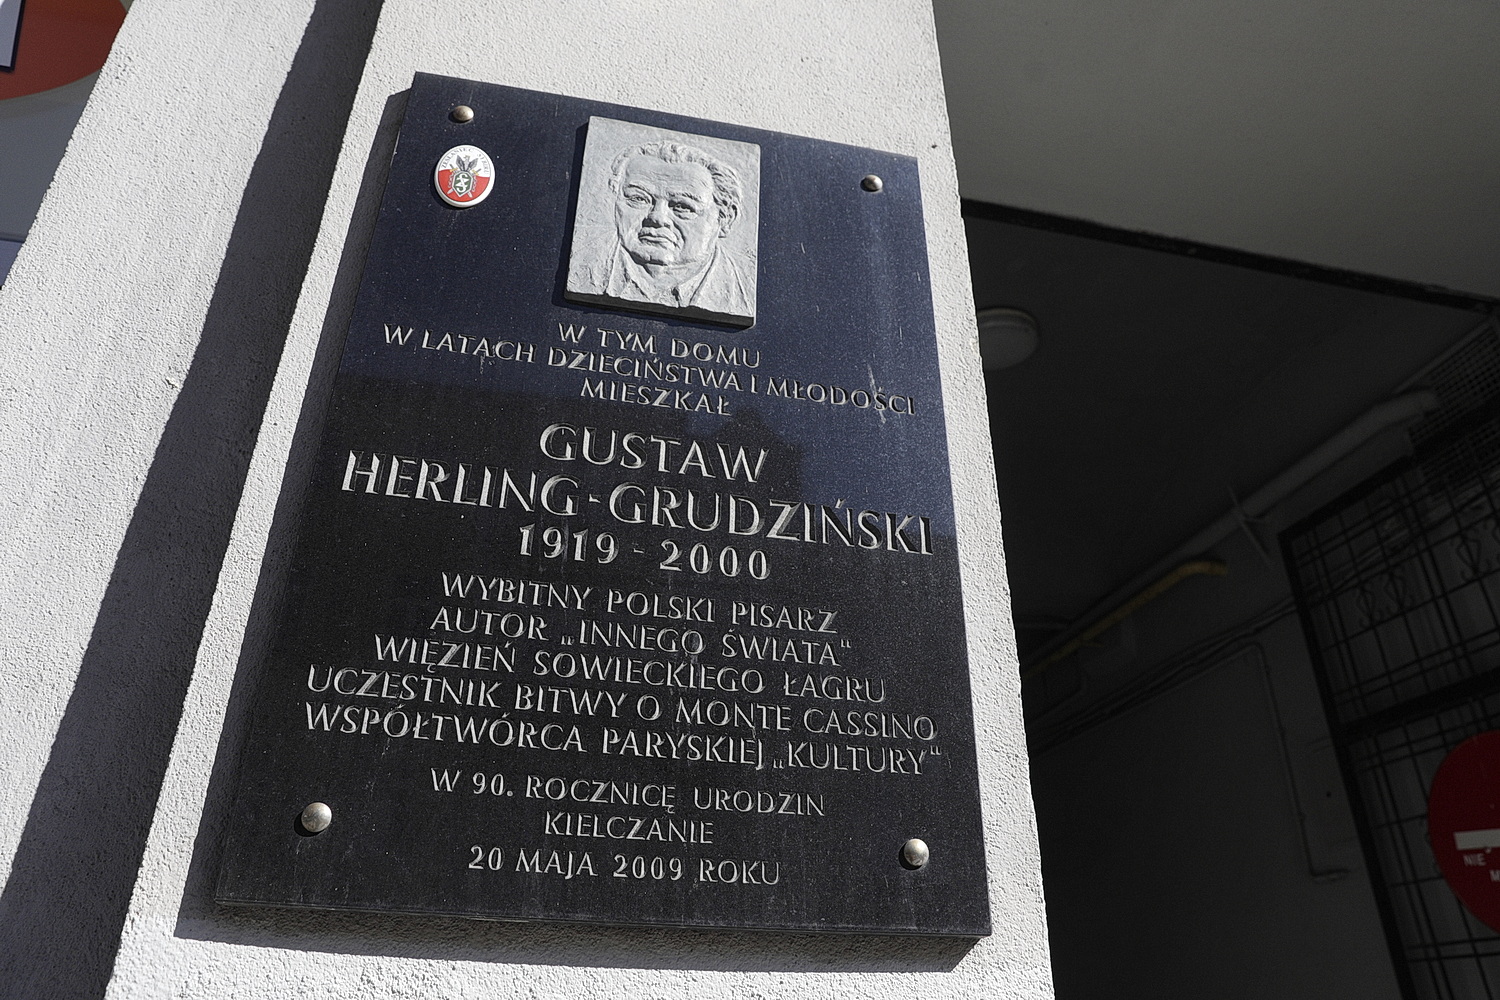 W TYM DOMU
W LATACH DZIECIŃSTWA I MŁODOŚCI
MIESZKAŁ
GUSTAW
HERLING-GRUDZIŃSKI
1919 - 2000
WYBITNY POLSKI PISARZ
AUTOR „INNEGO ŚWIATA"
WIĘZIEŃ SOWIECKIEGO ŁAGRU
UCZESTNIK BITWY O MONTE CASSINO
WSPÓŁTWÓRCA PARYSKIEJ „KULTURY"
W 90. ROCZNICĘ URODZIN
KIELCZANIE
20 MAJA 2009 ROKU
NIE